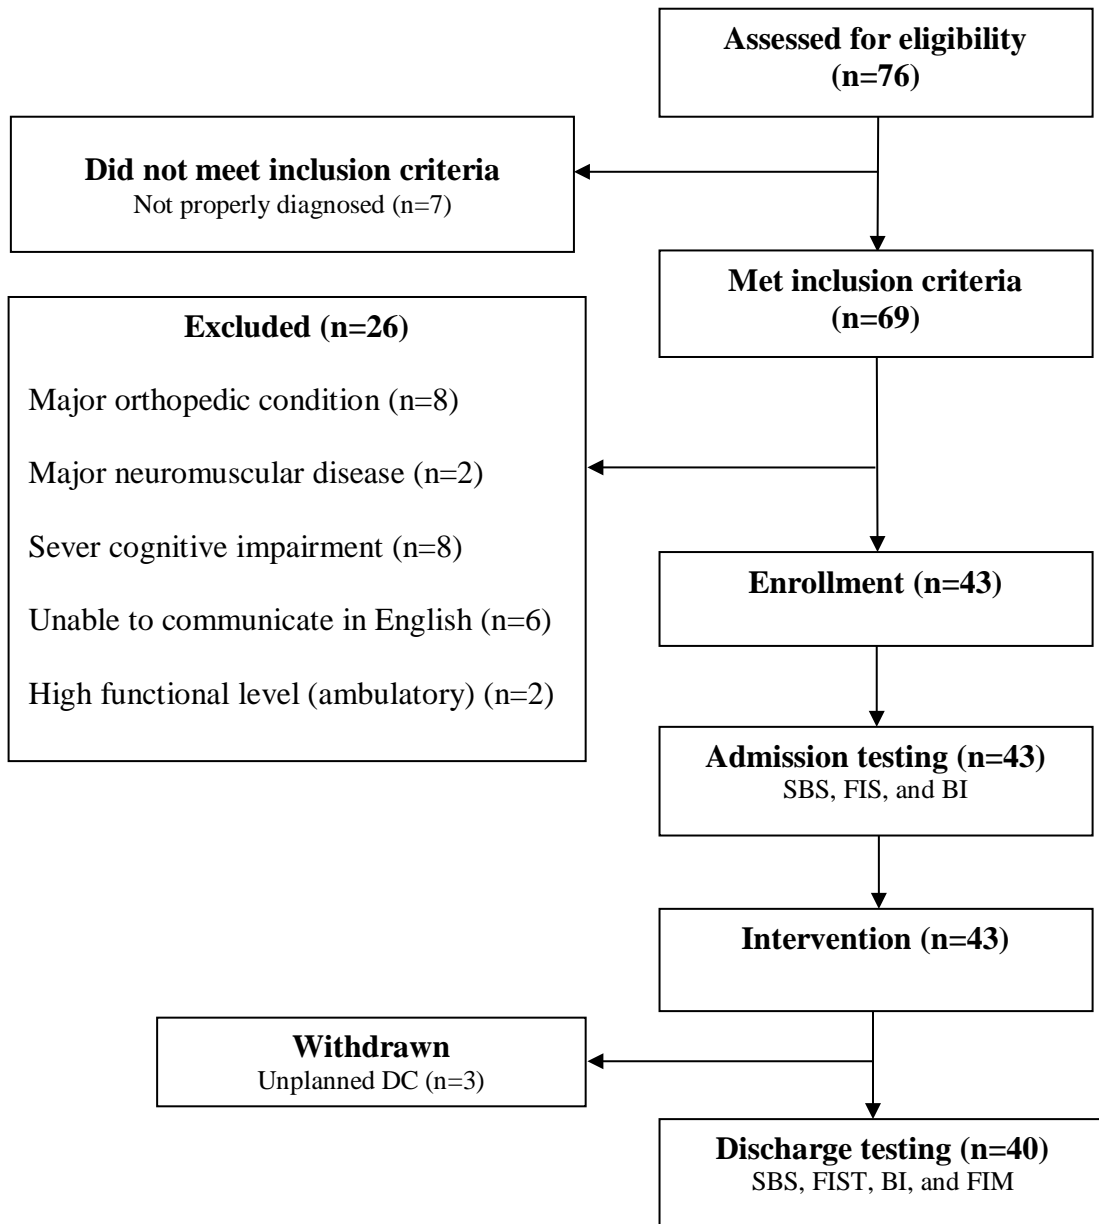 Assessed for eligibility
(n=76)
Did not meet inclusion criteria
Not properly diagnosed (n=7)
Met inclusion criteria
(n=69)
Excluded (n=26)
Major orthopedic condition (n=8)
Major neuromuscular disease (n=2)
Sever cognitive impairment (n=8)
Unable to communicate in English (n=6)
High functional level (ambulatory) (n=2)
Enrollment (n=43)
Admission testing (n=43)
SBS, FIS, and BI
Intervention (n=43)
Withdrawn
Unplanned DC (n=3)
Discharge testing (n=40)
SBS, FIST, BI, and FIM